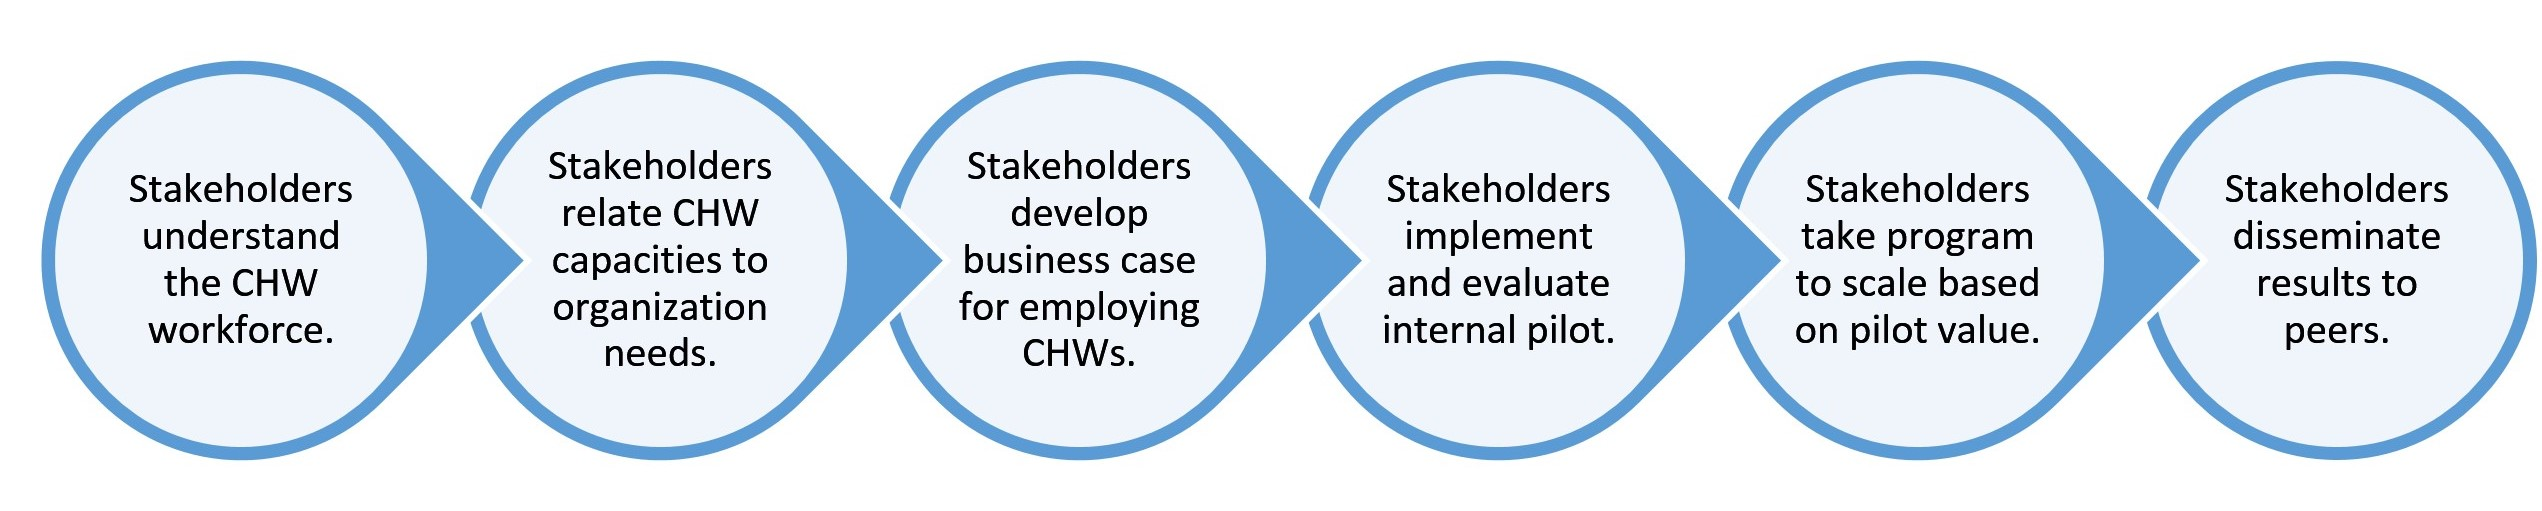 Stakeholders
understand
the CHW
workforce.
Stakeholders
relate CHW
capacities to
organization
needs.
Stakeholders
develop
business case
for employing
CHWs.
Stakeholders
implement
and evaluate
internal pilot.
Stakeholders
take program
to scale based
on pilot value.
Stakeholders
disseminate
results to
peers.